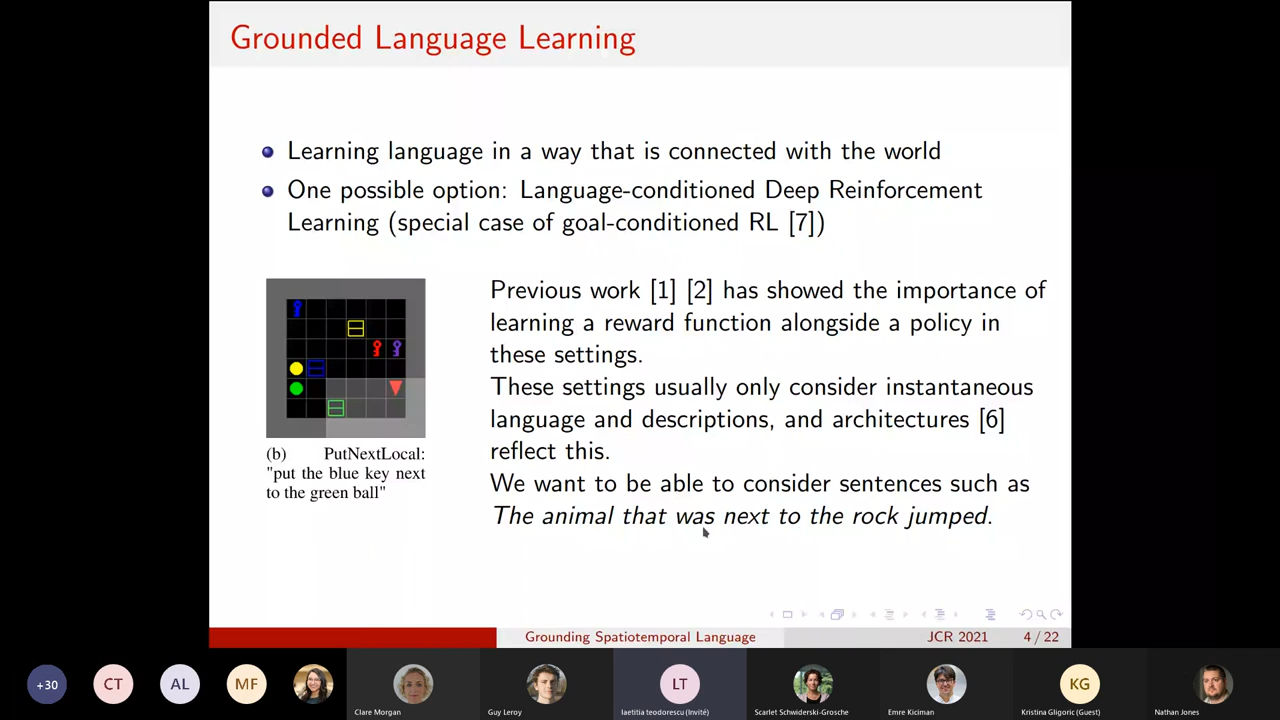 Grounded Language Learning
Learning language in a way that is connected with the world
One possible option: Language-conditioned Deep Reinforcement
Learning (special case of goal-conditioned RL [7])
Previous work [1] [2] has showed the importance of
learning a reward function alongside a policy in
these settings.
These settings usually only consider instantaneous
language and descriptions, and architectures [6]
reflect this.
We want to be able to consider sentences such as
The animal that was next to the rock jumped.
(b) PutNextLocal:
"put the blue key next
to the green ball"
Grounding Spatiotemporal Language
JCR 2021
4 / 22
+30
CT
AL
MF
LT
KG
Clare Morgan
Guy Leroy
laetitia teodorescu (Invité)
Scarlet Schwiderski-Grosche
Emre Kiciman
Kristina Gligoric (Guest)
Nathan Jones